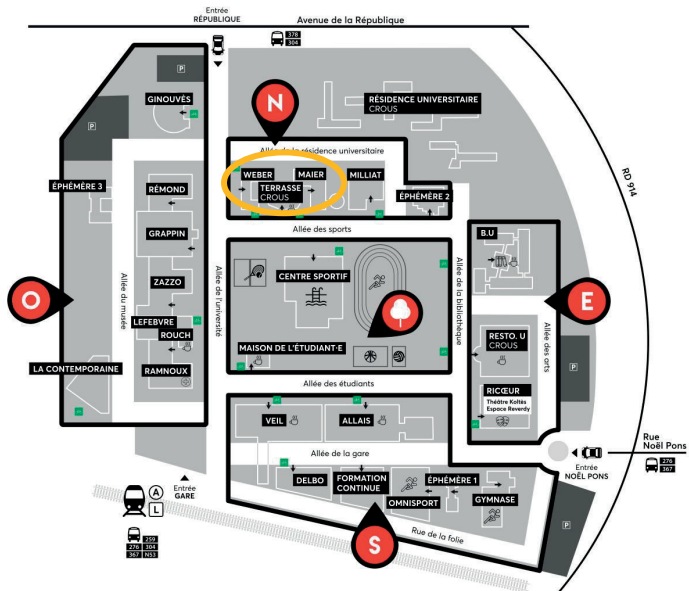 Entrée
RÉPUBLIQUE
Avenue de la République
378
304
P
GINOUVÈS
P
N
RÉSIDENCE UNIVERSITAIRE
CROUS
Allée de la résidence universitaire
WEBER
MAIER
MILLIAT
TERRASSE
CROUS
ÉPHÉMÈRE 3
RÉMOND
ÉPHÉMÈRE 2
RD 914
GRAPPIN
Allée des sports
B.U
Allée du musée
ZAZZO
Allée de l'université
CENTRE SPORTIF
Allée de la bibliothèque
O
E
LEFEBVRE
ROUCH
MAISON DE L'ÉTUDIANT·E
RESTO. U
CROUS
Allée des arts
LA CONTEMPORAINE
RAMNOUX
P
Allée des étudiants
RICŒUR
Théâtre Koltès
Espace Reverdy
VEIL
ALLAIS
Rue
Noël Pons
276
367
Entrée
NOËL PONS
Allée de la gare
DELBO
FORMATION
CONTINUE
ÉPHÉMÈRE 1
OMNISPORT
GYMNASE
Entrée
GARE
A
L
P
S
Rue de la folie
259
276 304
367 N53